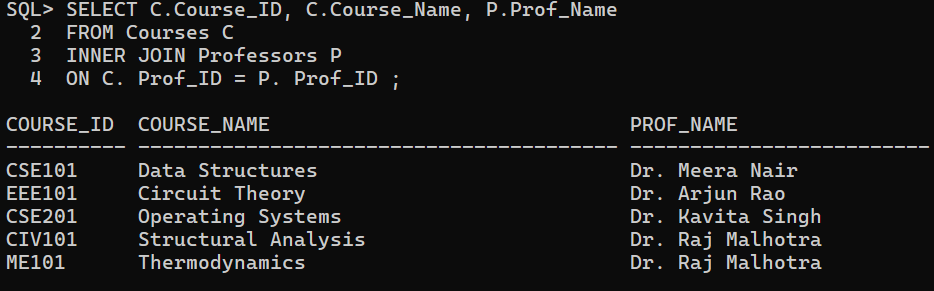 SQL> SELECT C.Course_ID, C.Course_Name, P.Prof_Name
  2  FROM Courses C
  3  INNER JOIN Professors P
  4  ON C. Prof_ID = P. Prof_ID ;

COURSE_ID  COURSE_NAME                              PROF_NAME
---------- ---------------------------------------- -------------------------
CSE101     Data Structures                          Dr. Meera Nair
EEE101     Circuit Theory                           Dr. Arjun Rao
CSE201     Operating Systems                        Dr. Kavita Singh
CIV101     Structural Analysis                      Dr. Raj Malhotra
ME101      Thermodynamics                           Dr. Raj Malhotra